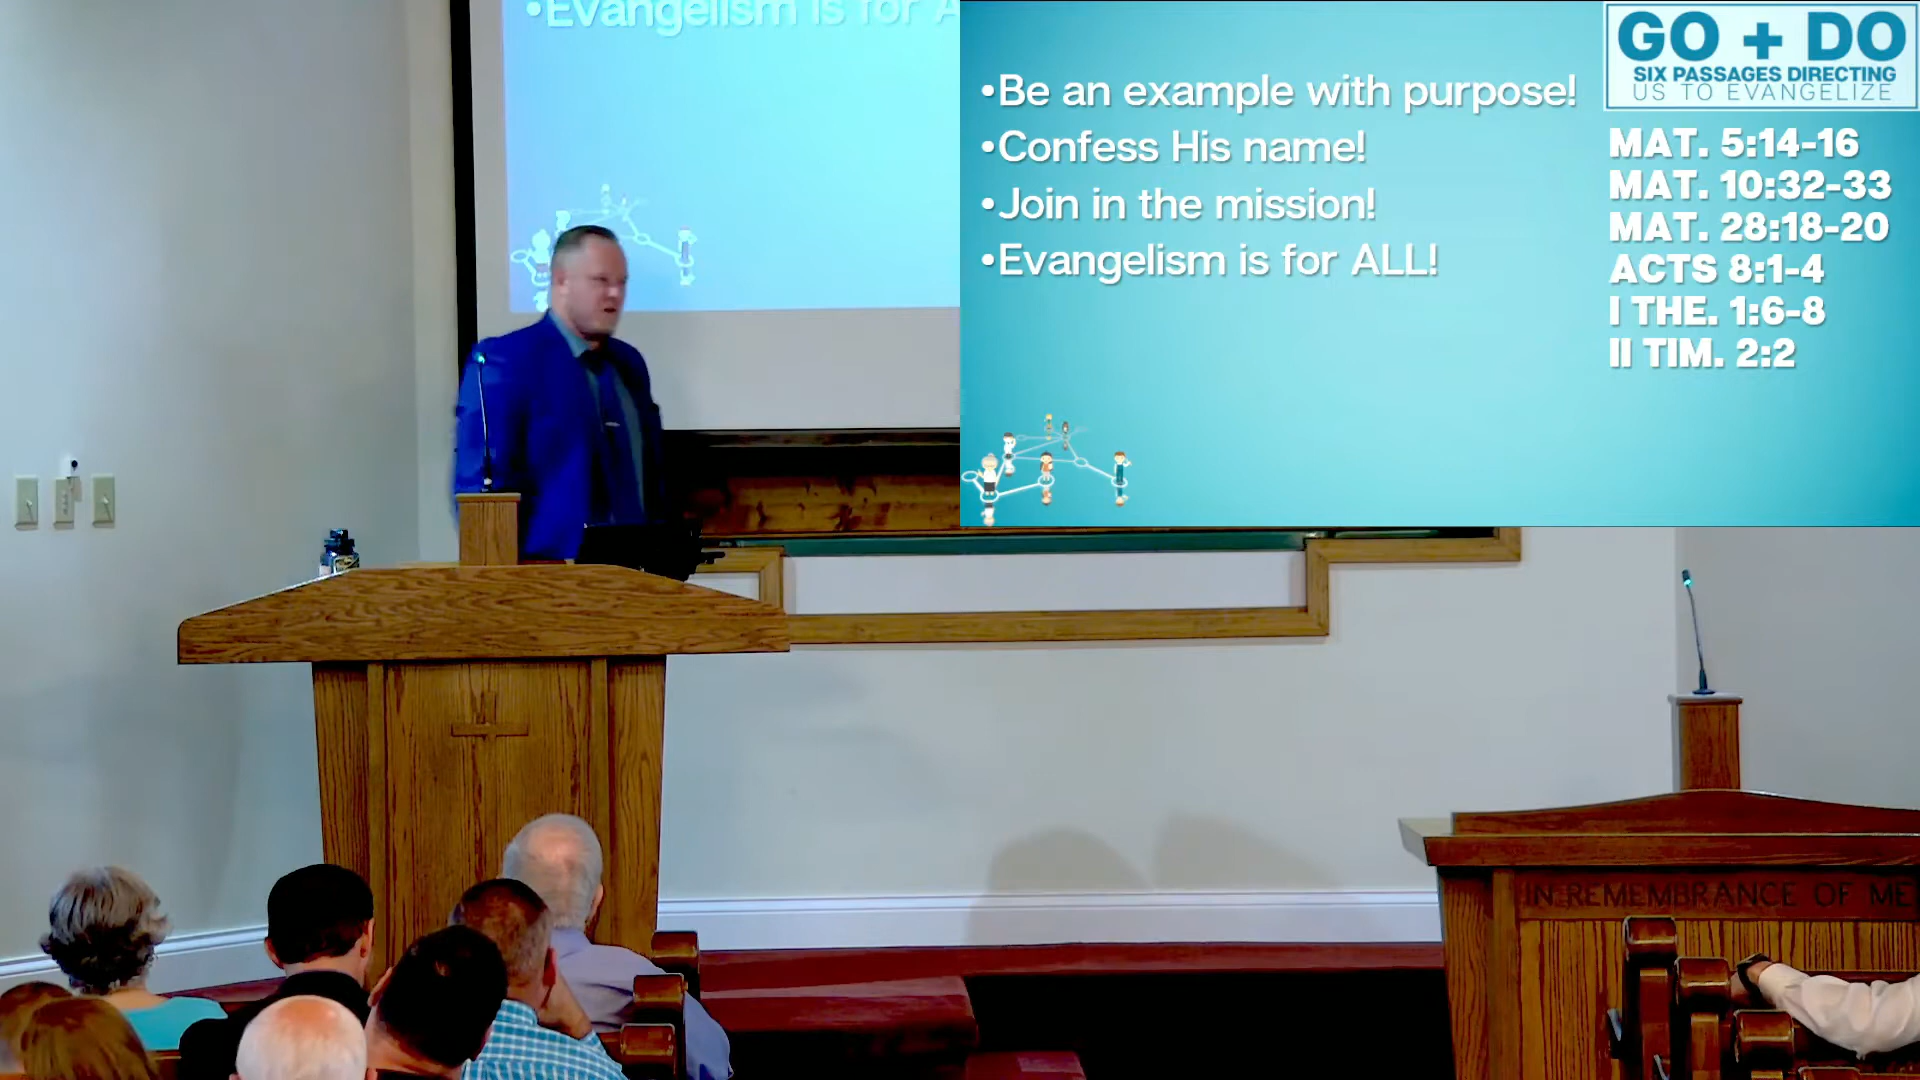 •Evangelism is for A
•Be an example with purpose!
•Confess His name!
•Join in the mission!
•Evangelism is for ALL!
GO + DO
SIX PASSAGES DIRECTING
US TO EVANGELIZE
MAT. 5:14-16
MAT. 10:32-33
MAT. 28:18-20
ACTS 8:1-4
I THE. 1:6-8
II TIM. 2:2
IN REMEMBRANCE OF ME